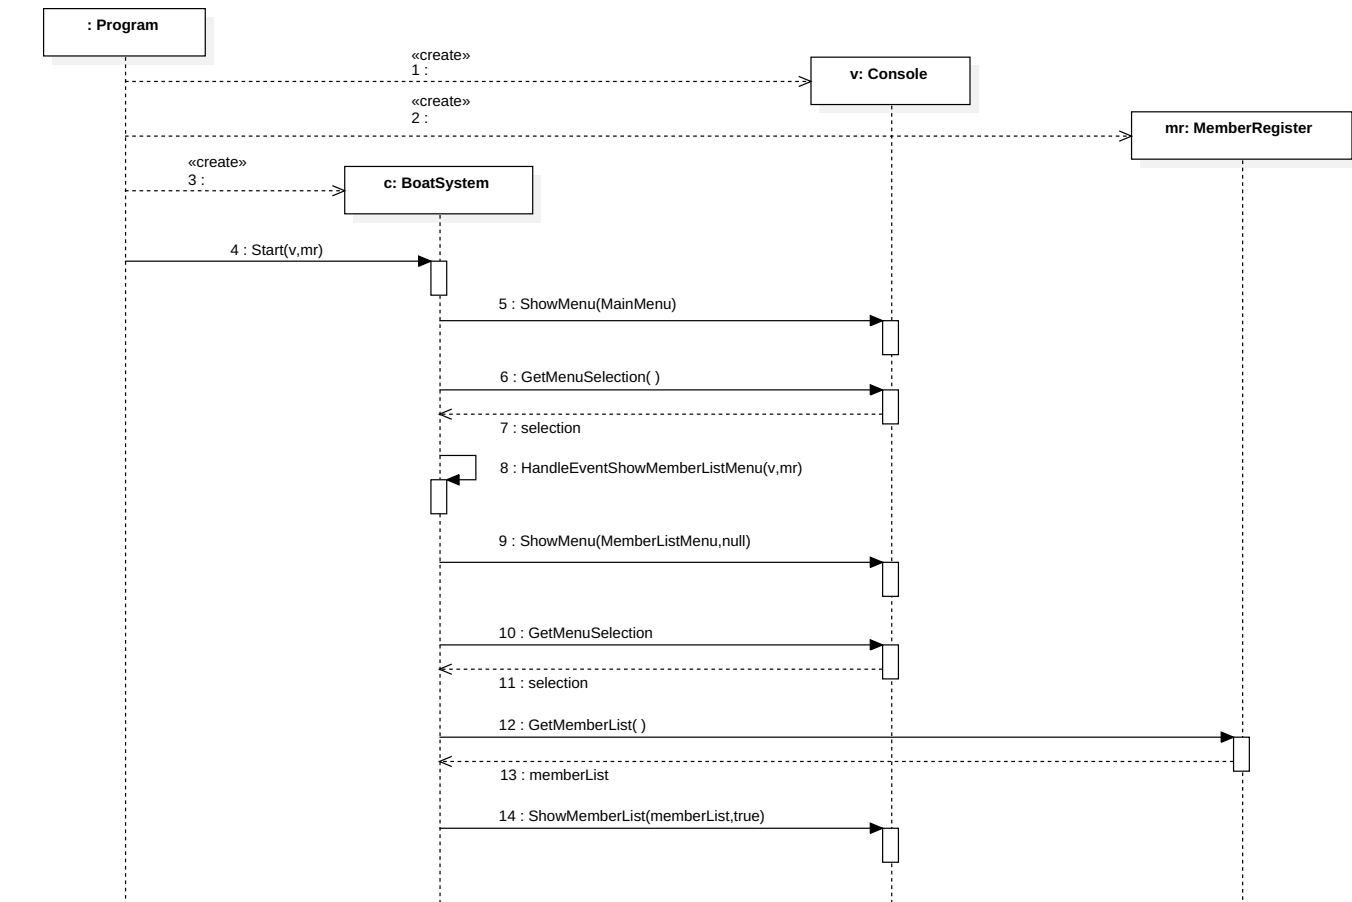 : Program
«create»
1 :
v: Console
«create»
2 :
mr: MemberRegister
«create»
3 :
c: BoatSystem
4 : Start(v,mr)
5 : ShowMenu(MainMenu)
6 : GetMenuSelection( )
7 : selection
8 : HandleEventShowMemberListMenu(v,mr)
9 : ShowMenu(MemberListMenu,null)
10 : GetMenuSelection
11 : selection
12 : GetMemberList( )
13 : memberList
14 : ShowMemberList(memberList,true)